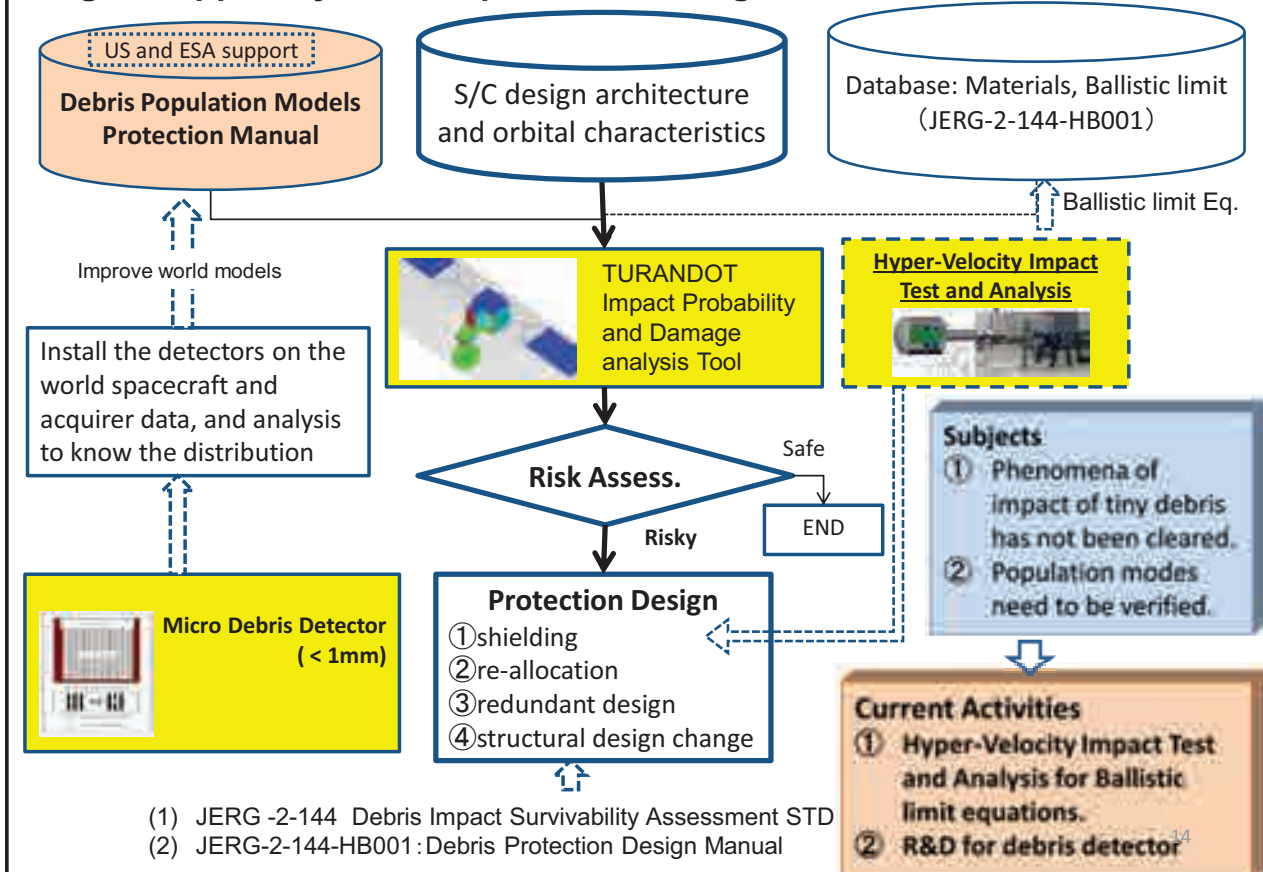 US and ESA support
Debris Population Models
Protection Manual
S/C design architecture
and orbital characteristics
Database: Materials, Ballistic limit
（JERG-2-144-HB001）
Ballistic limit Eq.
Improve world models
TURANDOT
Impact Probability
and Damage
analysis Tool
Hyper-Velocity Impact
Test and Analysis
Install the detectors on the
world spacecraft and
acquirer data, and analysis
to know the distribution
Risk Assess.
Safe
END
Risky
Subjects
① Phenomena of
impact of tiny debris
has not been cleared.
② Population modes
need to be verified.
Micro Debris Detector
( < 1mm)
Protection Design
①shielding
②re-allocation
③redundant design
④structural design change
Current Activities
① Hyper-Velocity Impact Test
and Analysis for Ballistic
limit equations.
② R&D for debris detector
(1) JERG -2-144 Debris Impact Survivability Assessment STD
(2) JERG-2-144-HB001：Debris Protection Design Manual
14